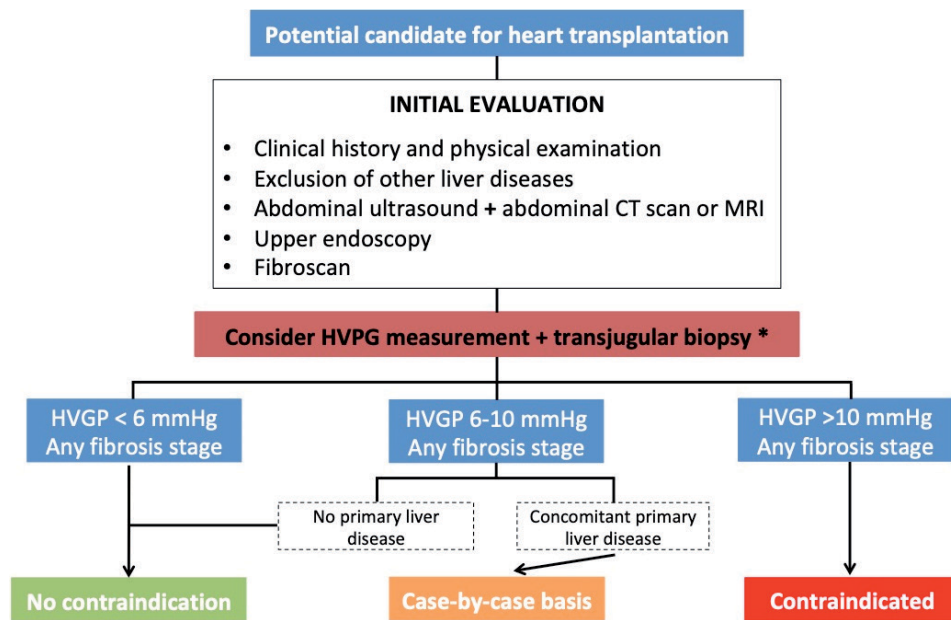 Potential candidate for heart transplantation
INITIAL EVALUATION
• Clinical history and physical examination
• Exclusion of other liver diseases
• Abdominal ultrasound + abdominal CT scan or MRI
• Upper endoscopy
• Fibroscan
Consider HVPG measurement + transjugular biopsy *
HVGP < 6 mmHg
Any fibrosis stage
HVGP 6-10 mmHg
Any fibrosis stage
HVGP >10 mmHg
Any fibrosis stage
No primary liver
disease
Concomitant primary
liver disease
No contraindication
Case-by-case basis
Contraindicated